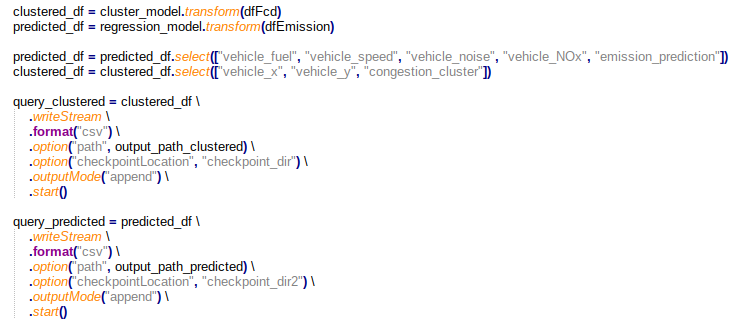 clustered_df = cluster_model.transform(dfFcd)
predicted_df = regression_model.transform(dfEmission)
predicted_df = predicted_df.select(["vehicle_fuel", "vehicle_speed", "vehicle_noise", "vehicle_NOx", "emission_prediction"])
clustered_df = clustered_df.select(["vehicle_x", "vehicle_y", "congestion_cluster"])
query_clustered = clustered_df \
.writeStream \
.format("csv") \
.option("path", output_path_clustered) \
.option("checkpointLocation", "checkpoint_dir") \
.outputMode("append") \
.start()
query_predicted = predicted_df \
.writeStream \
.format("csv") \
.option("path", output_path_predicted) \
.option("checkpointLocation", "checkpoint_dir2") \
.outputMode("append") \
.start()